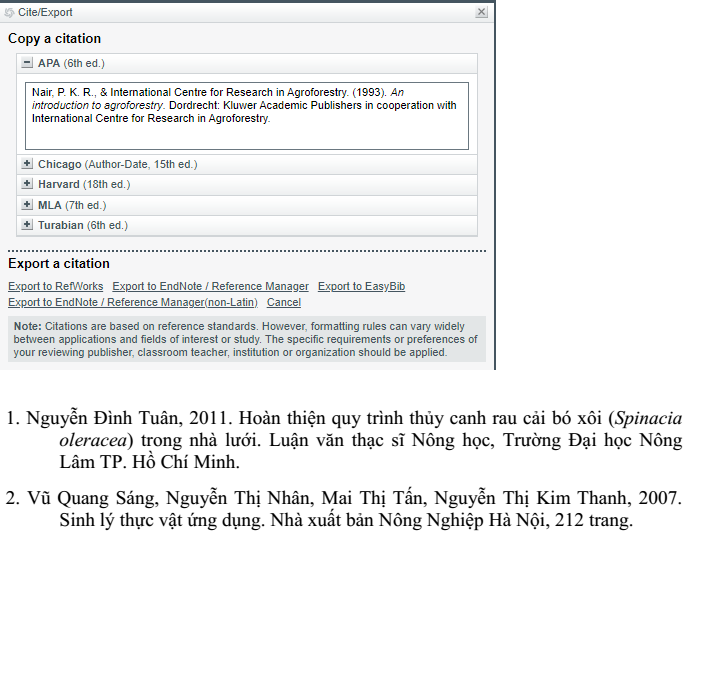 Cite/Export
Copy a citation
APA (6th ed.)
Nair, P. K. R., & International Centre for Research in Agroforestry. (1993). An
introduction to agroforestry. Dordrecht: Kluwer Academic Publishers in cooperation with
International Centre for Research in Agroforestry.
Chicago (Author-Date, 15th ed.)
Harvard (18th ed.)
MLA (7th ed.)
Turabian (6th ed.)
Export a citation
Export to RefWorks Export to EndNote / Reference Manager Export to EasyBib
Export to EndNote / Reference Manager(non-Latin) Cancel
Note: Citations are based on reference standards. However, formatting rules can vary widely
between applications and fields of interest or study. The specific requirements or preferences of
your reviewing publisher, classroom teacher, institution or organization should be applied.
1. Nguyễn Đình Tuân, 2011. Hoàn thiện quy trình thủy canh rau cải bó xôi (Spinacia
oleracea) trong nhà lưới. Luận văn thạc sĩ Nông học, Trường Đại học Nông
Lâm TP. Hồ Chí Minh.
2. Vũ Quang Sáng, Nguyễn Thị Nhân, Mai Thị Tấn, Nguyễn Thị Kim Thanh, 2007.
Sinh lý thực vật ứng dụng. Nhà xuất bản Nông Nghiệp Hà Nội, 212 trang.